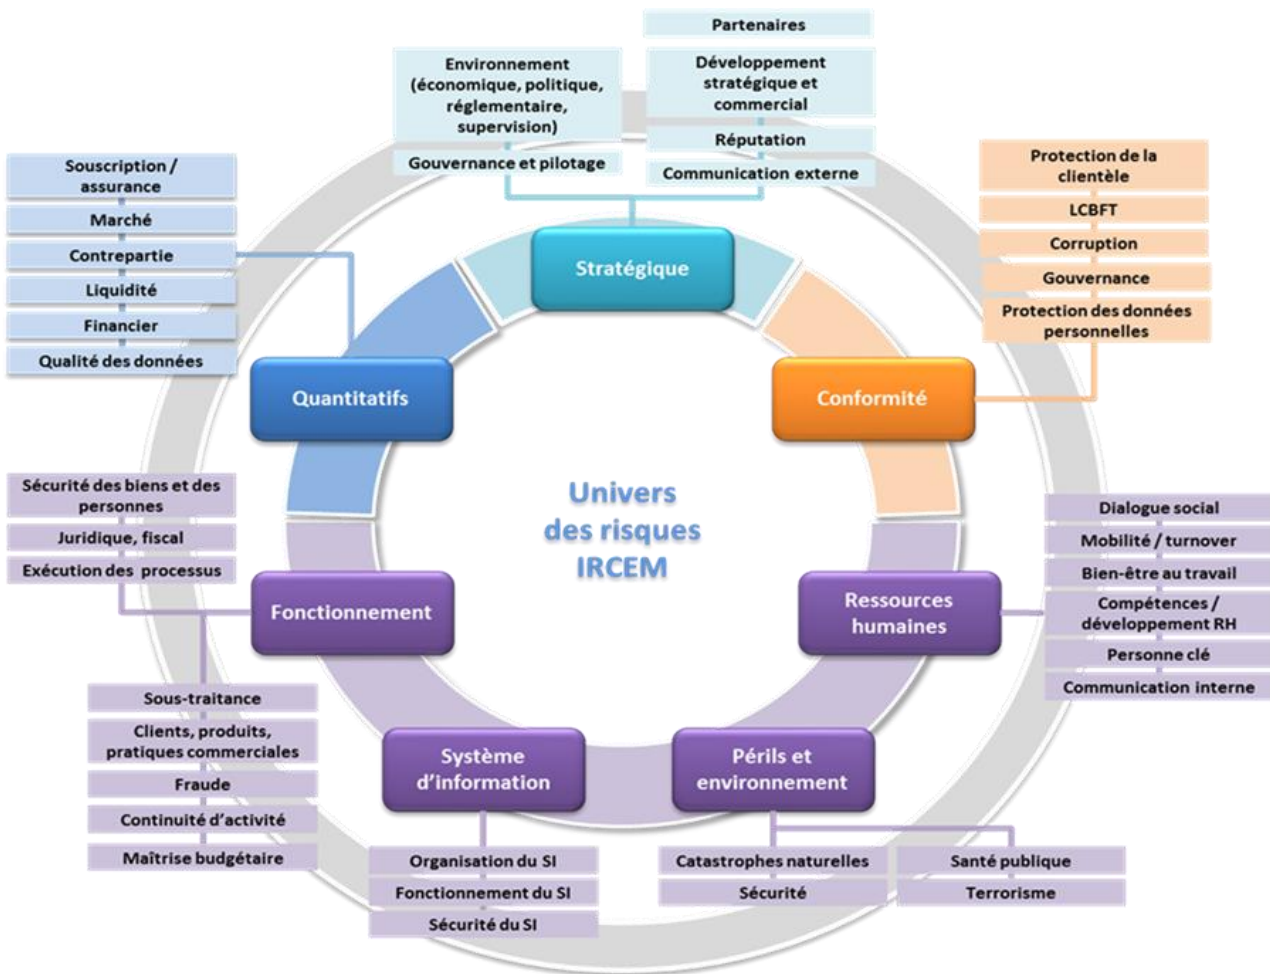 Partenaires
Environnement
(économique, politique,
réglementaire,
supervision)
Gouvernance et pilotage
Développement
stratégique et
commercial
Réputation
Communication externe
Stratégique
Souscription /
assurance
Marché
Contrepartie
Liquidité
Financier
Qualité des données
Quantitatifs
Protection de la
clientèle
LCBFT
Corruption
Gouvernance
Protection des données
personnelles
Conformité
Univers
des risques
IRCEM
Sécurité des biens et des
personnes
Juridique, fiscal
Exécution des processus
Fonctionnement
Sous-traitance
Clients, produits,
pratiques commerciales
Fraude
Continuité d’activité
Maîtrise budgétaire
Ressources
humaines
Dialogue social
Mobilité / turnover
Bien-être au travail
Compétences /
développement RH
Personne clé
Communication interne
Système
d’information
Organisation du SI
Fonctionnement du SI
Sécurité du SI
Périls et
environnement
Catastrophes naturelles
Sécurité
Santé publique
Terrorisme